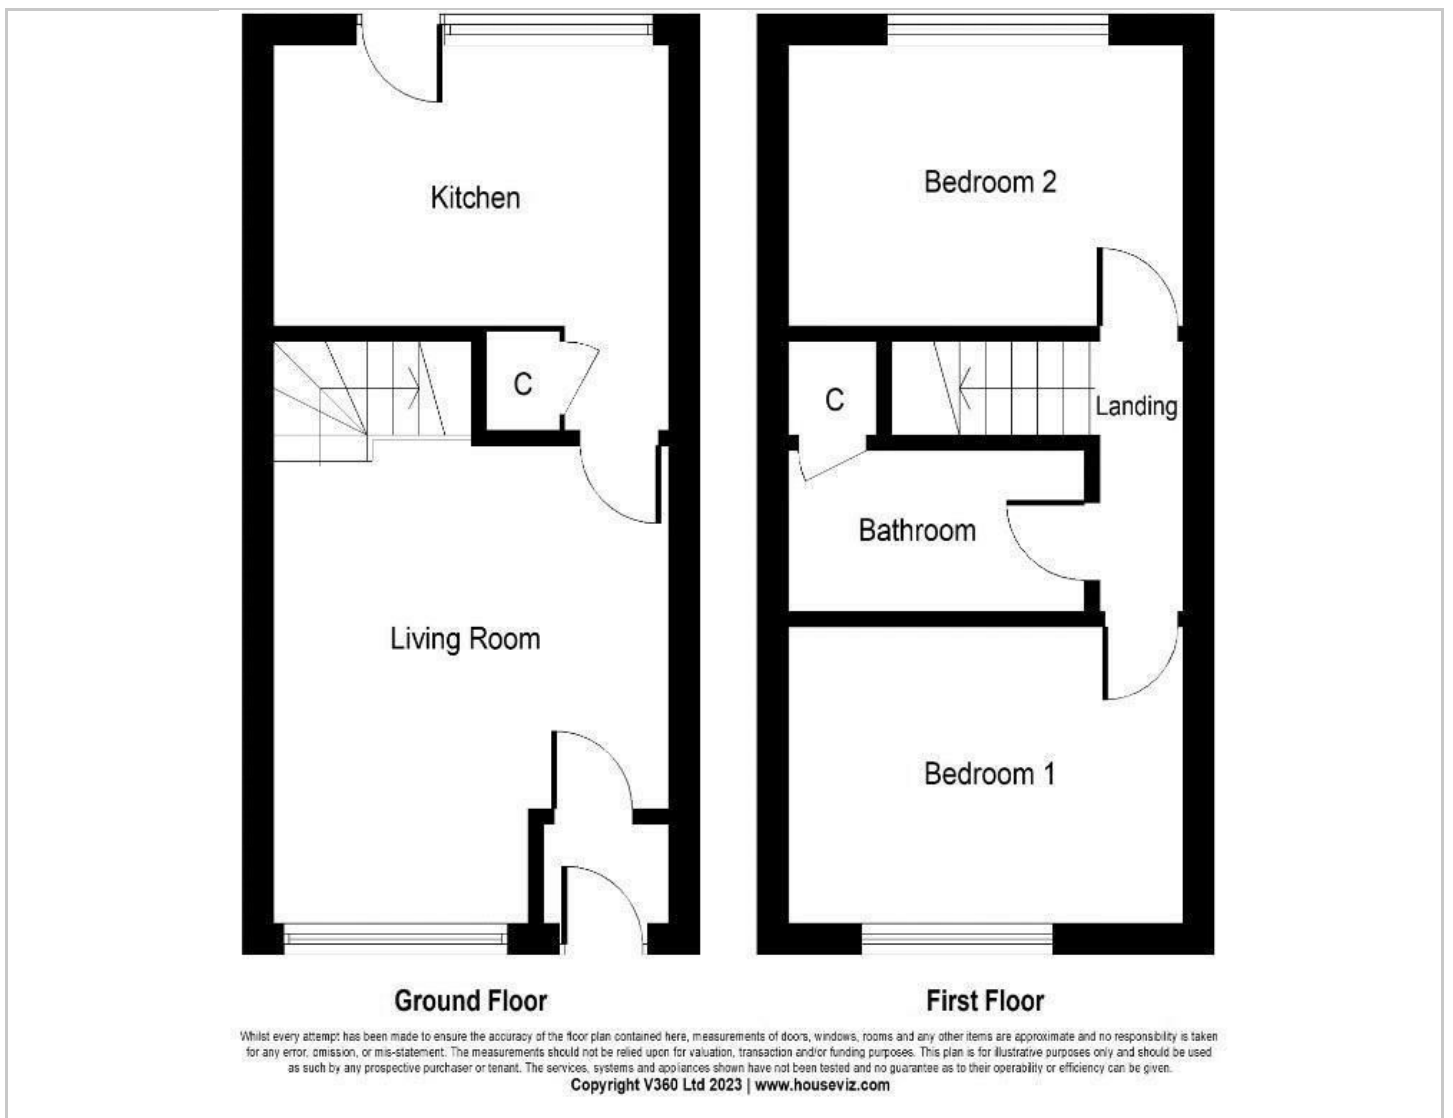 Kitchen
C
Living Room
Bedroom 2
C
Landing
Bathroom
Bedroom 1
Ground Floor
First Floor
Whilst every attempt has been made to ensure the accuracy of the floor plan contained here, measurements of doors, windows, rooms and any other items are approximate and no responsibility is taken
for any error, omission, or mis-statement. The measurements should not be relied upon for valuation, transaction and/or funding purposes. This plan is for illustrative purposes only and should be used
as such by any prospective purchaser or tenant. The services, systems and appliances shown have not been tested and no guarantee as to their operability or efficiency can be given.
Copyright V360 Ltd 2023 | www.houseviz.com